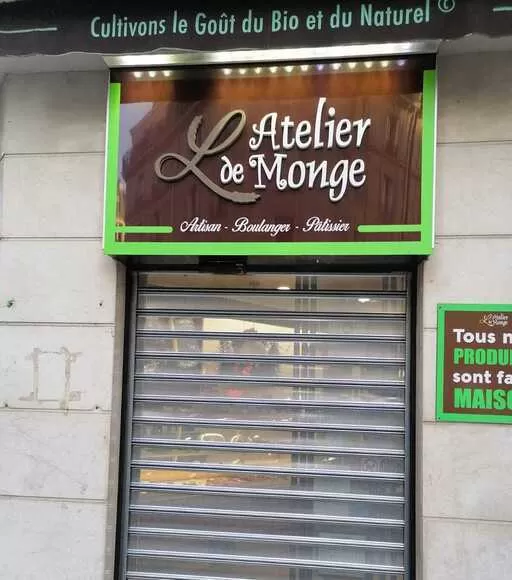 Cultivons le Goût du Bio et du Naturel ©
L'Atelier
de Monge
Artisan - Boulanger - Pâtissier
L'Atelier
de Monge
Tous n
PRODU
sont fa
MAISO